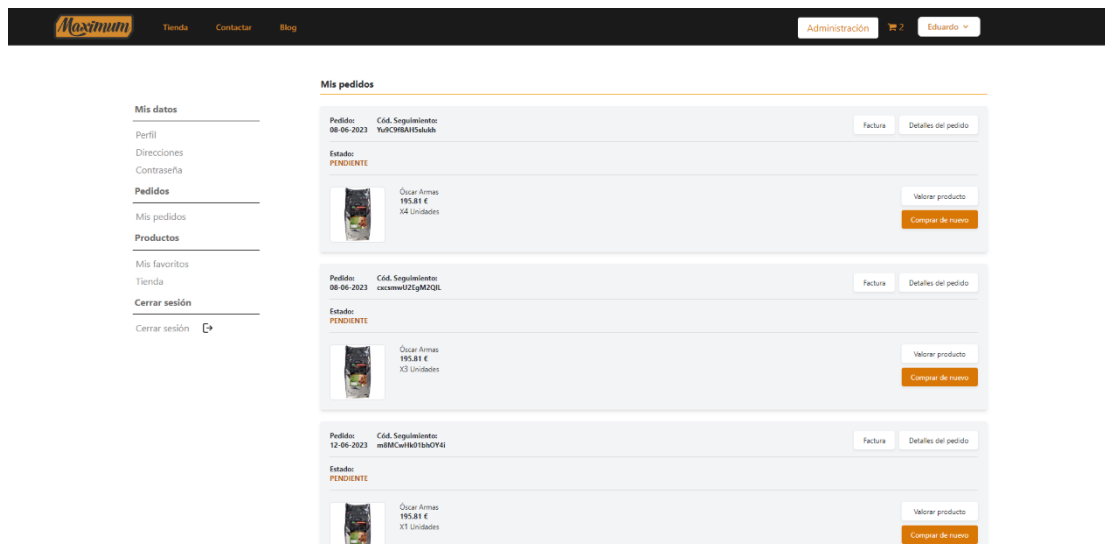 Maximum
Tienda
Contactar
Blog
Administración
2
Eduardo
Mis datos
Perfil
Direcciones
Contraseña
Pedidos
Mis pedidos
Productos
Mis favoritos
Tienda
Cerrar sesión
Cerrar sesión
Mis pedidos
Pedido: Cód. Seguimiento:
08-06-2023
Factura
Detalles del pedido
Estado:
PENDIENTE
Óscar Armas
195.81 €
X4 Unidades
Valorar producto
Comprar de nuevo
Pedido: Cód. Seguimiento:
08-06-2023 cxcsmwU2EgM2QIL
Factura
Detalles del pedido
Estado:
PENDIENTE
Óscar Armas
195.81 €
X3 Unidades
Valorar producto
Comprar de nuevo
Pedido: Cód. Seguimiento:
12-06-2023 m8MCwHk01bhOY4i
Factura
Detalles del pedido
Estado:
PENDIENTE
Óscar Armas
195.81 €
X1 Unidades
Valorar producto
Comprar de nuevo